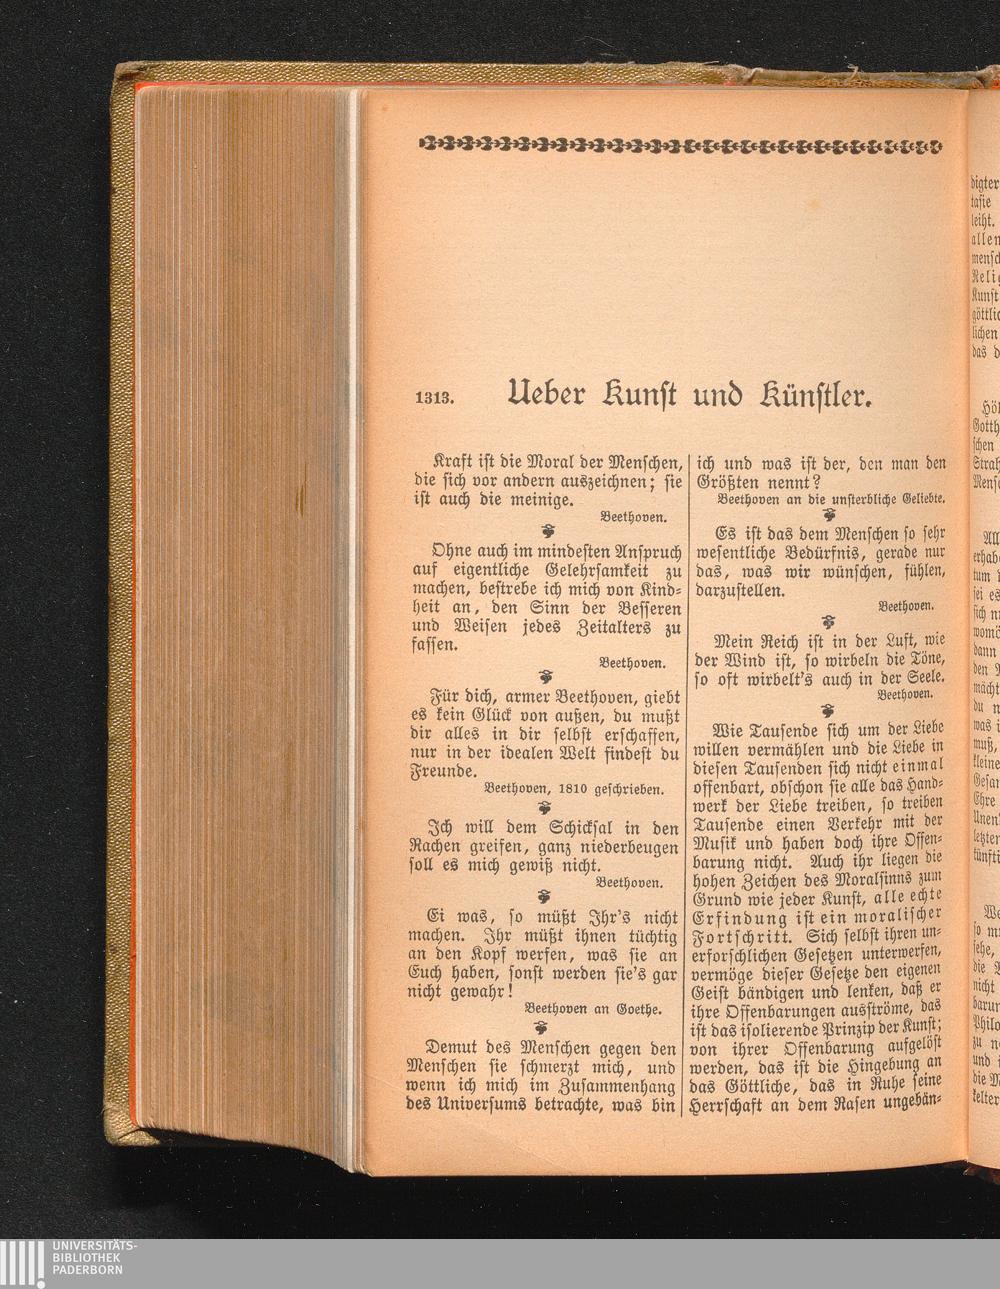 1313. Ueber Kunst und Künstler.
Kraft ist die Moral der Menschen,
die sich vor andern auszeichnen; sie
ist auch die meinige.
Beethoven.
Ohne auch im mindesten Anspruch
auf eigentliche Gelehrsamkeit zu
machen, bestrebe ich mich von Kind-
heit an, den Sinn der Besseren
und Weisen jedes Zeitalters zu
fassen.
Beethoven.
Für dich, armer Beethoven, giebt
es kein Glück von außen, du mußt
dir alles in dir selbst erschaffen,
nur in der idealen Welt findest du
Freunde.
Beethoven, 1810 geschrieben.
Ich will dem Schicksal in den
Rachen greifen, ganz niederbeugen
soll es mich gewiß nicht.
Beethoven.
Ei was, so müßt Ihr's nicht
machen. Ihr müßt ihnen tüchtig
an den Kopf werfen, was sie an
Euch haben, sonst werden sie's gar
nicht gewahr!
Beethoven an Goethe.
Demut des Menschen gegen den
Menschen sie schmerzt mich, und
wenn ich mich im Zusammenhang
des Universums betrachte, was bin
ich und was ist der, den man den
Größten nennt?
Beethoven an die unsterbliche Geliebte.
Es ist das dem Menschen so sehr
wesentliche Bedürfnis, gerade nur
das, was wir wünschen, fühlen,
darzustellen.
Beethoven.
Mein Reich ist in der Luft, wie
der Wind ist, so wirbeln die Töne,
so oft wirbelt's auch in der Seele.
Beethoven.
Wie Tausende sich um der Liebe
willen vermählen und die Liebe in
diesen Tausenden sich nicht einmal
offenbart, obschon sie alle das Hand-
werk der Liebe treiben, so treiben
Tausende einen Verkehr mit der
Musik und haben doch ihre Offen-
barung nicht. Auch ihr liegen die
hohen Zeichen des Moralsinns zum
Grund wie jeder Kunst, alle echte
Erfindung ist ein moralischer
Fortschritt. Sich selbst ihren un-
erforschlichen Gesetzen unterwerfen,
vermöge dieser Gesetze den eigenen
Geist bändigen und lenken, daß er
ihre Offenbarungen ausströme, das
ist das isolierende Prinzip der Kunst;
von ihrer Offenbarung aufgelöst
werden, das ist die Hingebung an
das Göttliche, das in Ruhe seine
Herrschaft an dem Rasen ungebän-
UNIVERSITÄTS-
BIBLIOTHEK
PADERBORN